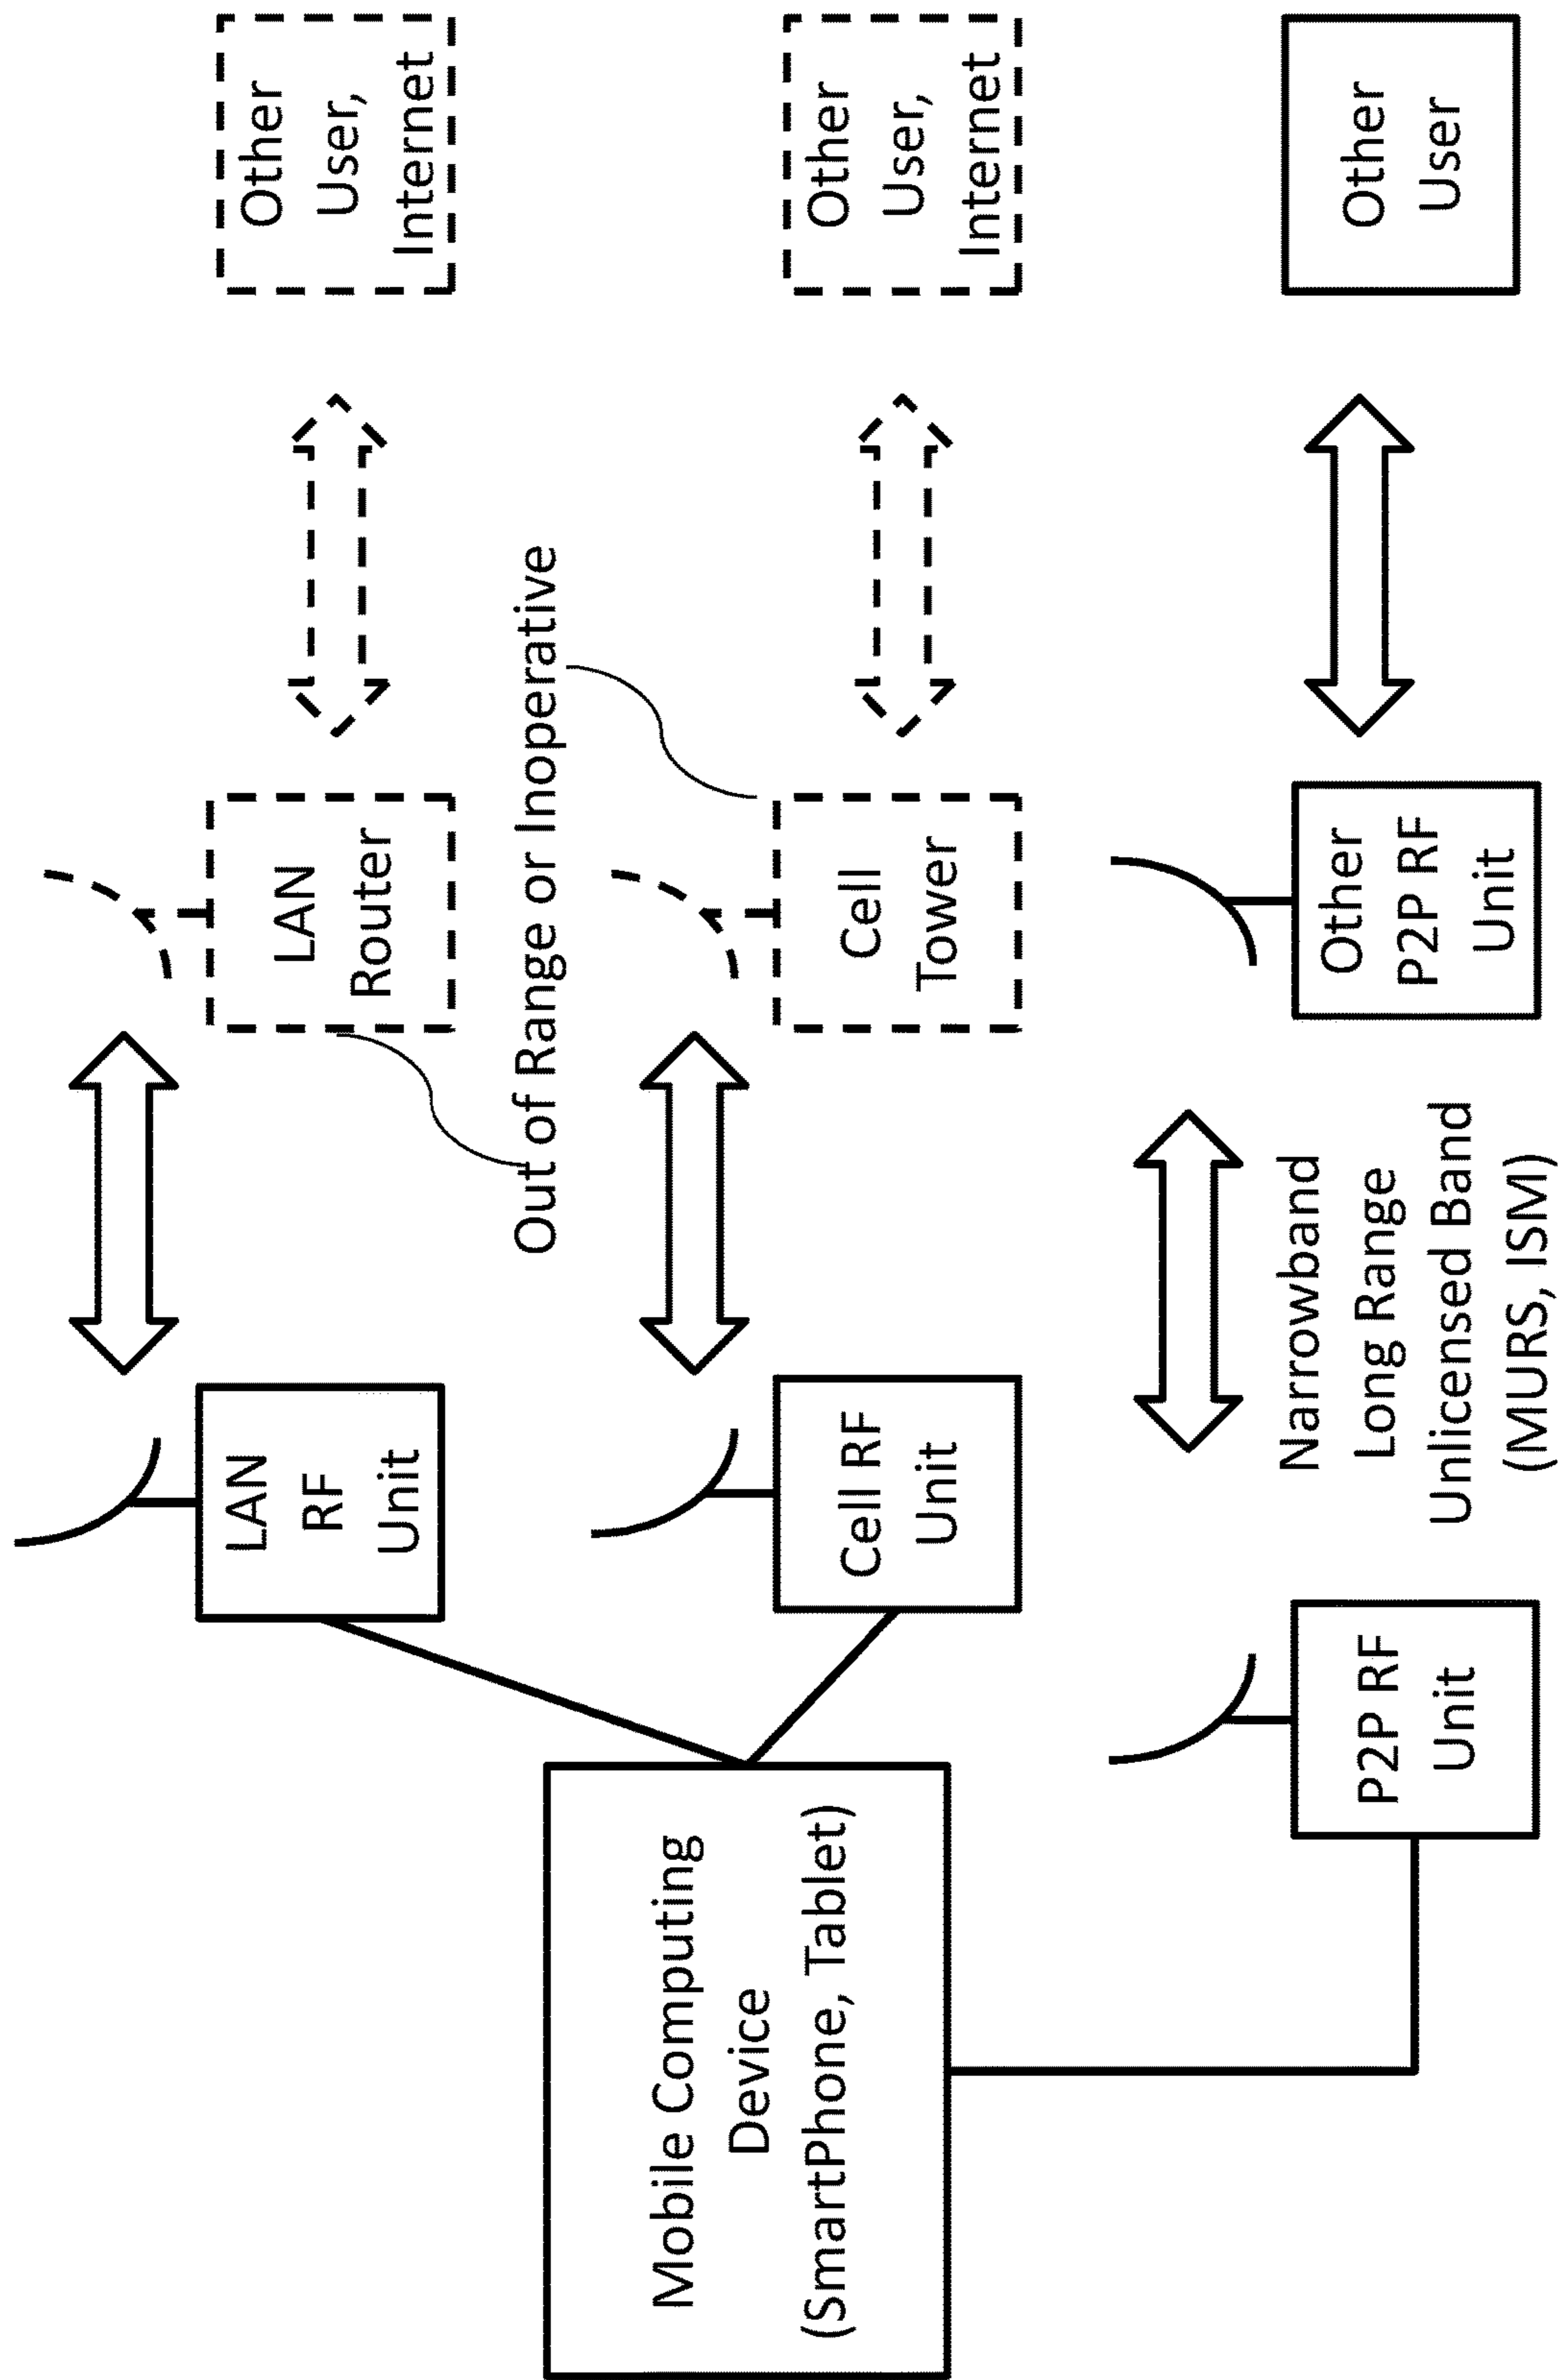 LAN
RF
Unit
LAN
Router
Other
User,
Internet
Out of Range or Inoperative
Mobile Computing
Device
(SmartPhone, Tablet)
Cell RF
Unit
Cell
Tower
Other
User,
Internet
P2P RF
Unit
Narrowband
Long Range
Unlicensed Band
(MURS, ISM)
Other
P2P RF
Unit
Other
User